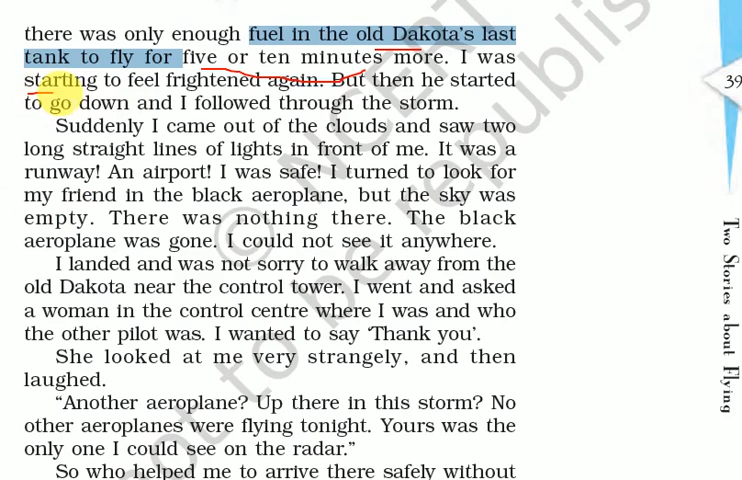 there was only enough fuel in the old Dakota's last
tank to fly for five or ten minutes more. I was
starting to feel frightened again. But then he started
to go down and I followed through the storm.
Suddenly I came out of the clouds and saw two
long straight lines of lights in front of me. It was a
runway! An airport! I was safe! I turned to look for
my friend in the black aeroplane, but the sky was
empty. There was nothing there. The black
aeroplane was gone. I could not see it anywhere.
I landed and was not sorry to walk away from the
old Dakota near the control tower. I went and asked
a woman in the control centre where I was and who
the other pilot was. I wanted to say ‘Thank you’.
She looked at me very strangely, and then
laughed.
“Another aeroplane? Up there in this storm? No
other aeroplanes were flying tonight. Yours was the
only one I could see on the radar.”
So who helped me to arrive there safely without
39
Two Stories about Flying
© NCERT
not to be republis